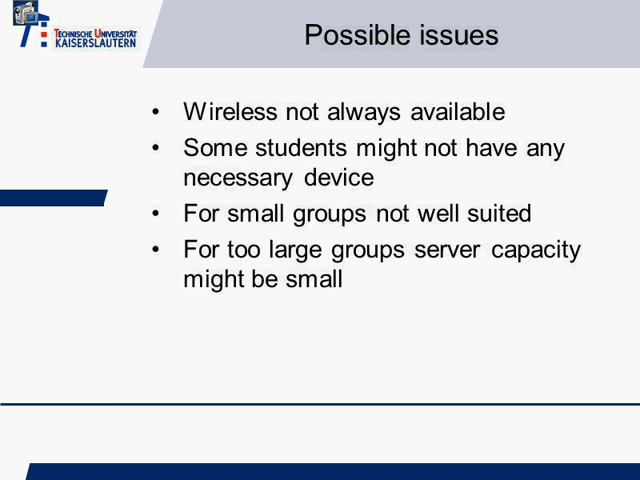 Technische Universität
Kaiserslautern
Possible issues
• Wireless not always available
• Some students might not have any
necessary device
• For small groups not well suited
• For too large groups server capacity
might be small